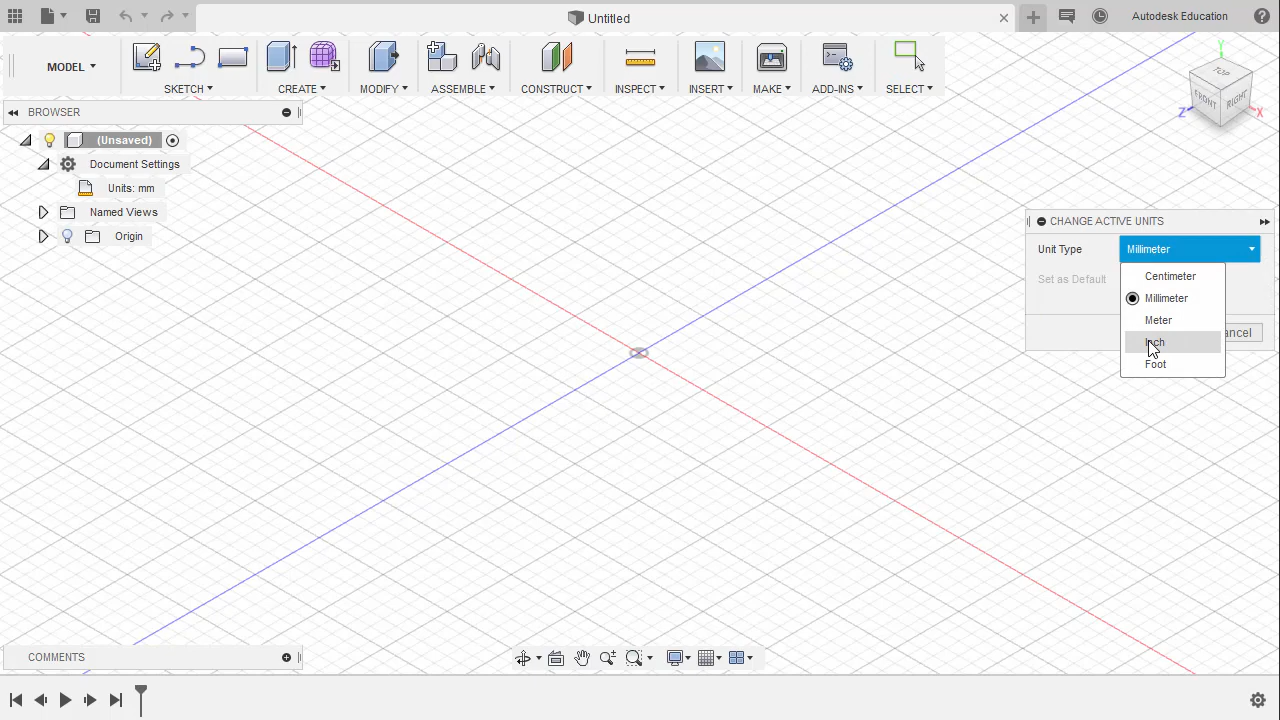 Untitled
Autodesk Education
MODEL
SKETCH
CREATE
MODIFY
ASSEMBLE
CONSTRUCT
INSPECT
INSERT
MAKE
ADD-INS
SELECT
BROWSER
(Unsaved)
Document Settings
Units: mm
Named Views
Origin
Y
TOP
FRONT
RIGHT
Z
X
CHANGE ACTIVE UNITS
Unit Type
Millimeter
Set as Default
Centimeter
Millimeter
Meter
Inch
Foot
ancel
COMMENTS